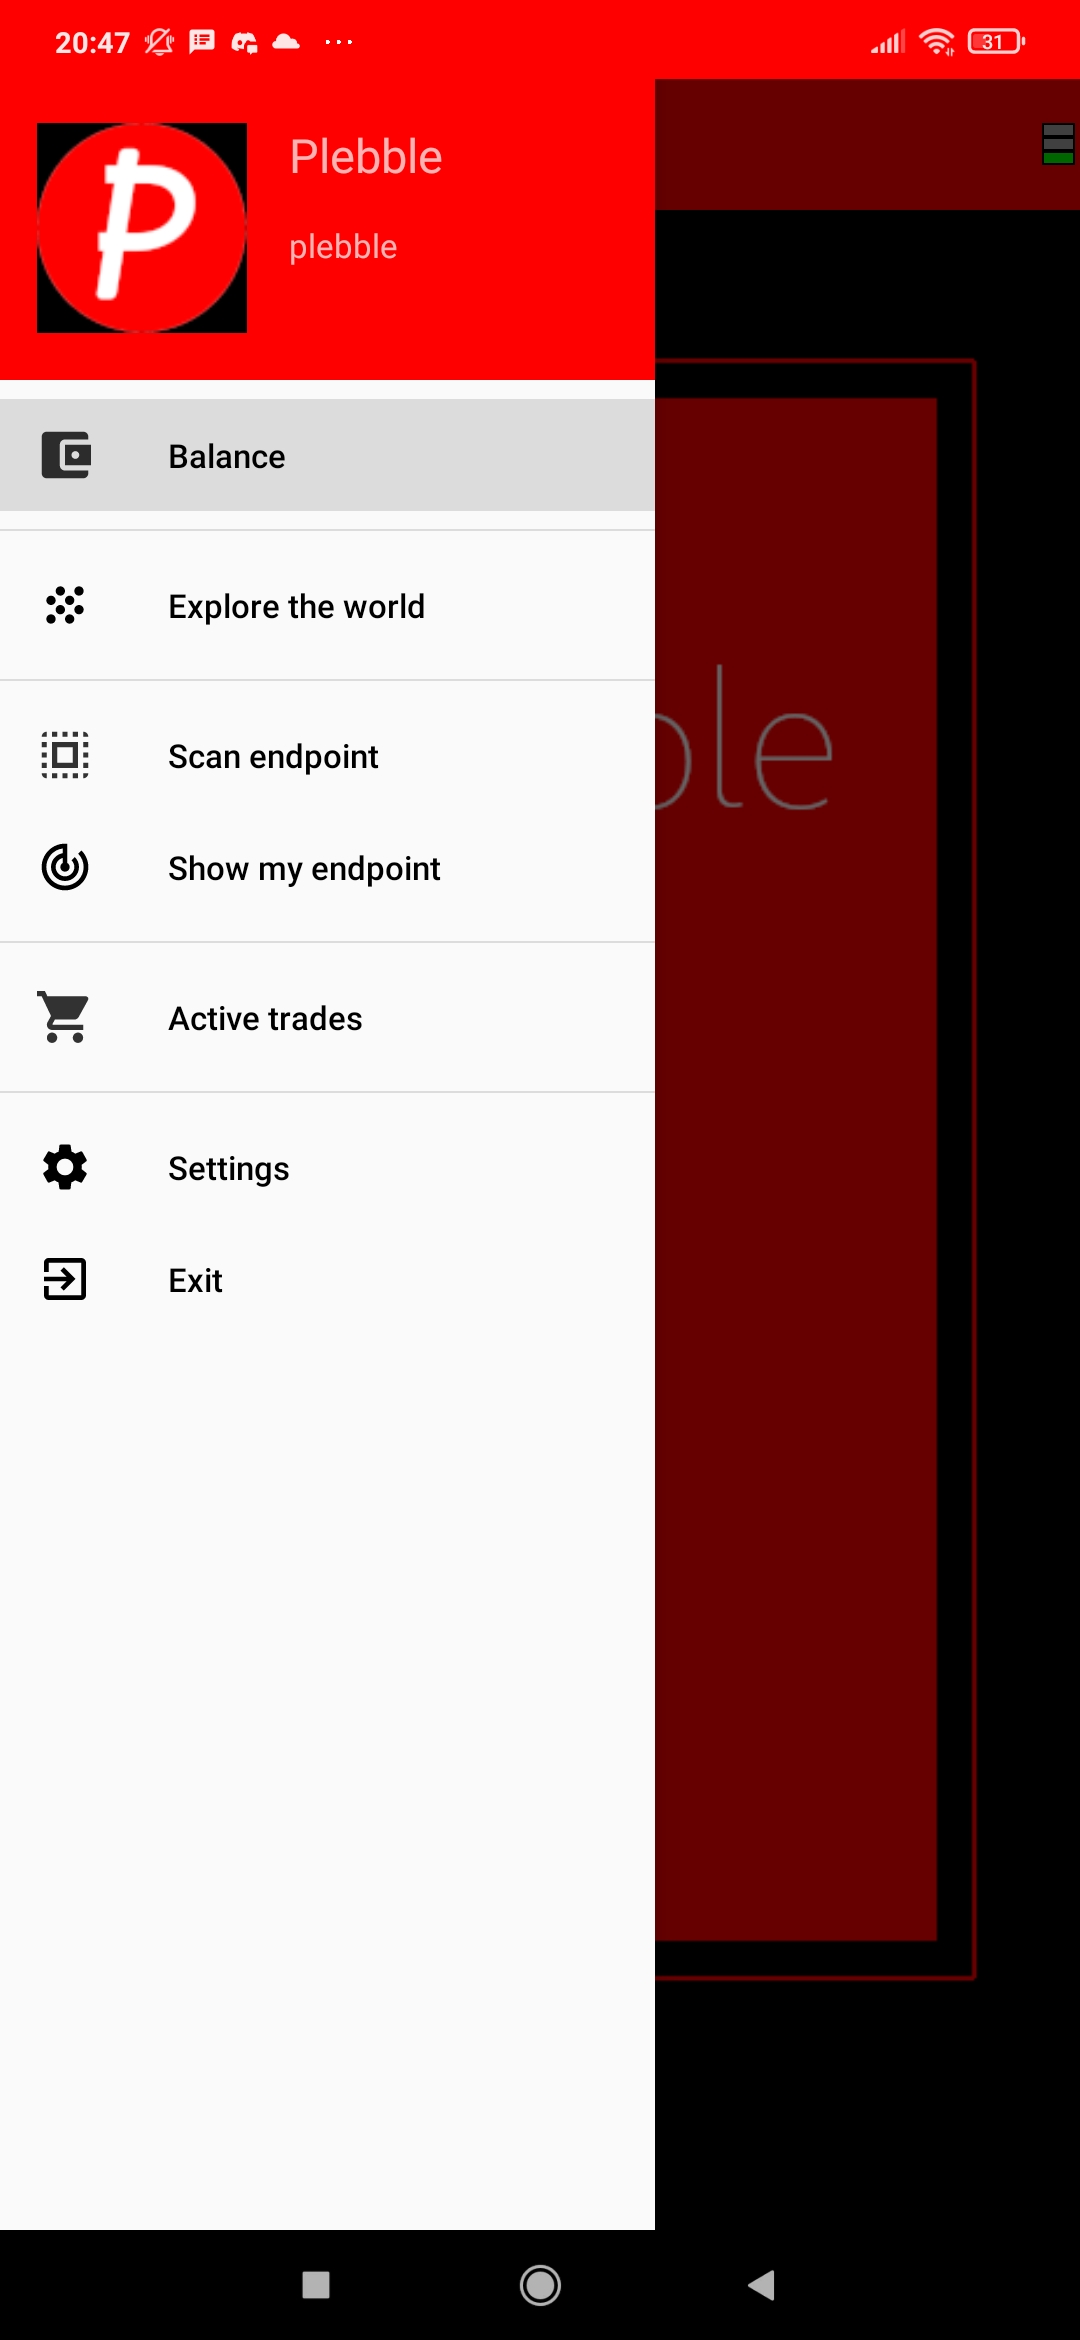 20:47
31
Plebble
plebble
Balance
Explore the world
Scan endpoint
Show my endpoint
Active trades
Settings
Exit
ble